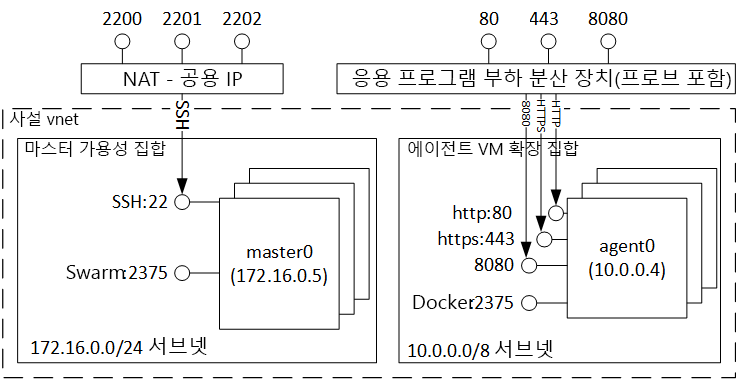 2200 2201 2202
80 443 8080
NAT - 공용 IP
응용 프로그램 부하 분산 장치(프로브 포함)
SSH
8080
HTTPS
HTTP
사설 vnet
마스터 가용성 집합
SSH:22
Swarm:2375
master0
(172.16.0.5)
172.16.0.0/24 서브넷
에이전트 VM 확장 집합
http:80
https:443
8080
Docker:2375
agent0
(10.0.0.4)
10.0.0.0/8 서브넷